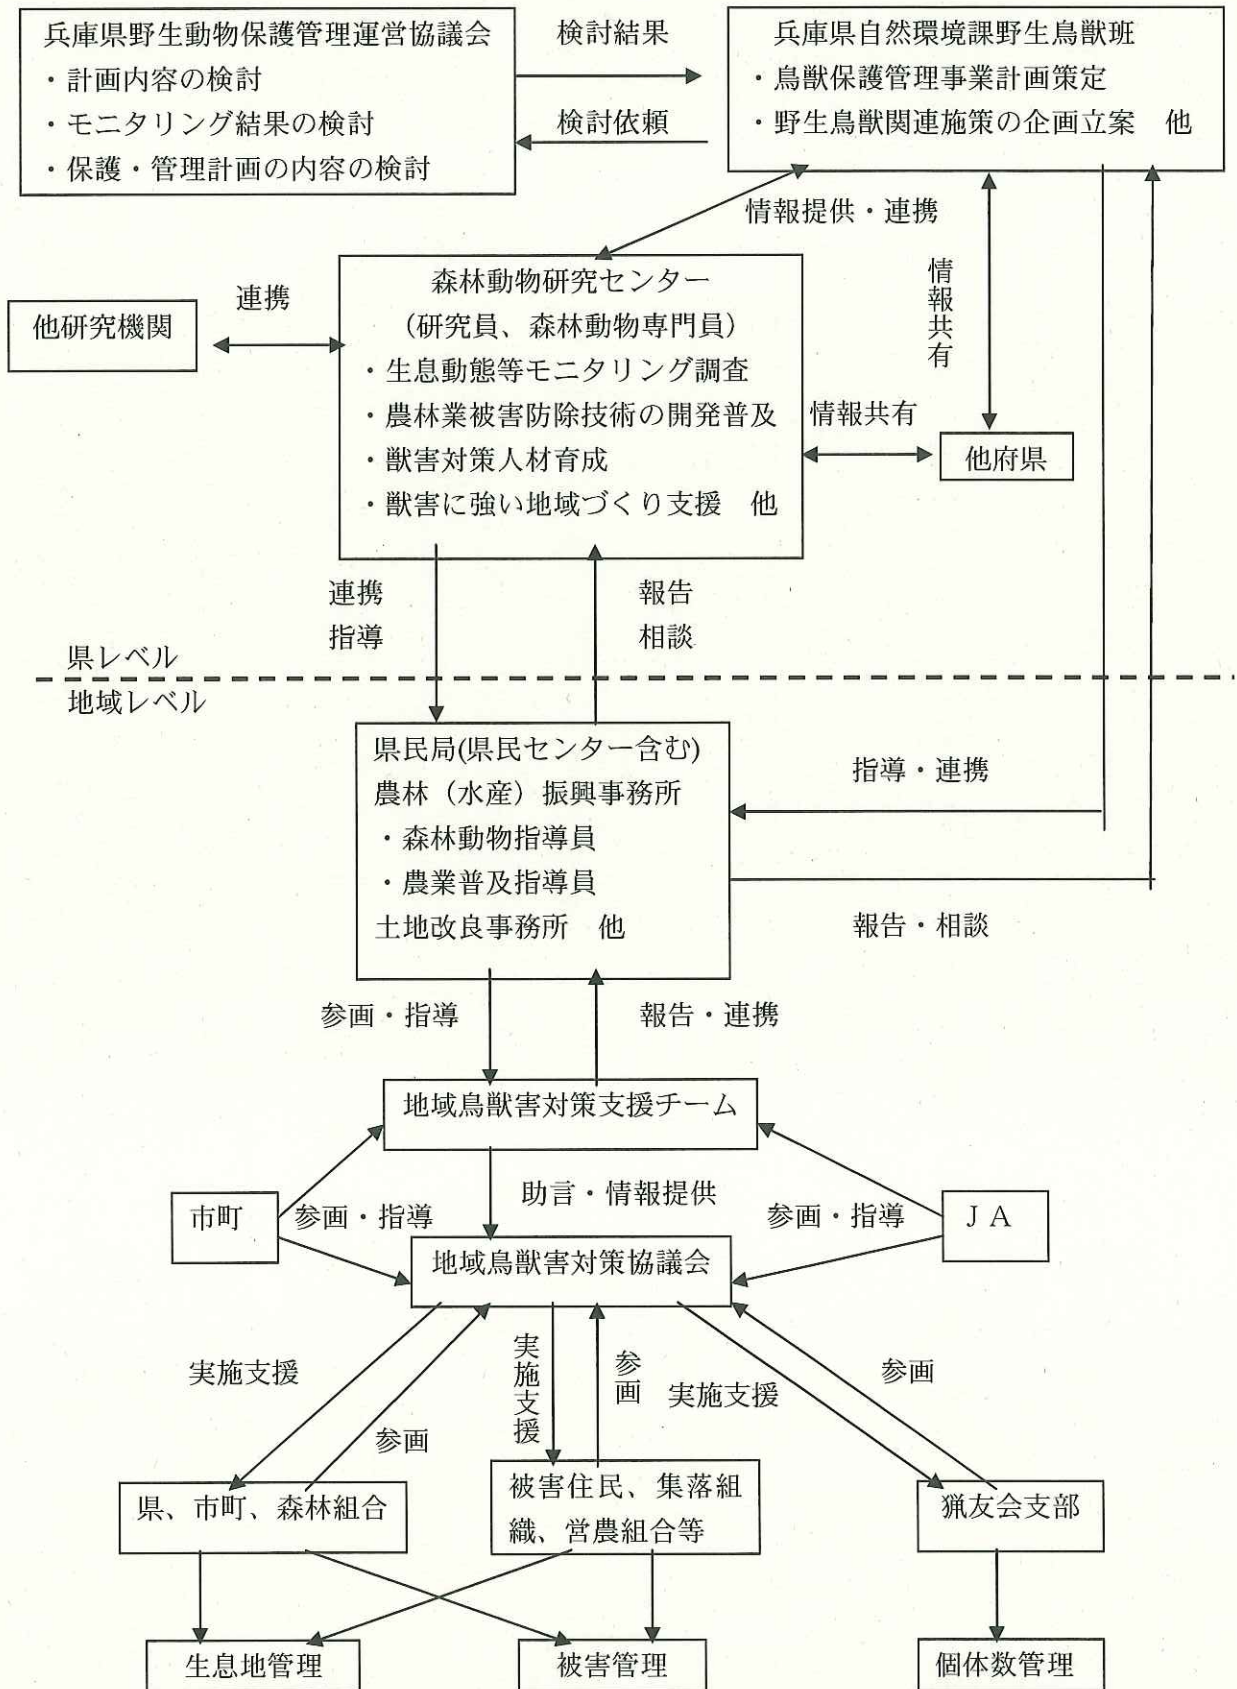 兵庫県野生動物保護管理運営協議会
・計画内容の検討
・モニタリング結果の検討
・保護・管理計画の内容の検討
検討結果
検討依頼
兵庫県自然環境課野生鳥獣班
・鳥獣保護管理事業計画策定
・野生鳥獣関連施策の企画立案　他
情報提供・連携
情報共有
他研究機関
連携
森林動物研究センター
（研究員、森林動物専門員）
・生息動態等モニタリング調査
・農林業被害防除技術の開発普及
・獣害対策人材育成
・獣害に強い地域づくり支援　他
情報共有
他府県
連携
指導
報告
相談
県レベル
地域レベル
県民局(県民センター含む)
農林（水産）振興事務所
・森林動物指導員
・農業普及指導員
土地改良事務所　他
指導・連携
報告・相談
参画・指導
報告・連携
地域鳥獣害対策支援チーム
市町
参画・指導
助言・情報提供
参画・指導
ＪＡ
地域鳥獣害対策協議会
実施支援
参画
実施支援
参画
実施支援
参画
県、市町、森林組合
被害住民、集落組
織、営農組合等
猟友会支部
生息地管理
被害管理
個体数管理